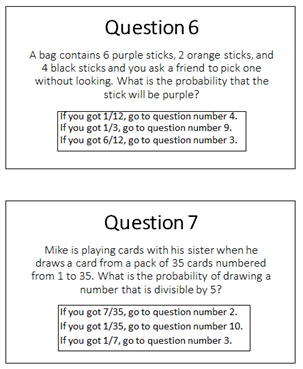 Question 6
A bag contains 6 purple sticks, 2 orange sticks, and
4 black sticks and you ask a friend to pick one
without looking. What is the probability that the
stick will be purple?
If you got 1/12, go to question number 4.
If you got 1/3, go to question number 9.
If you got 6/12, go to question number 3.
Question 7
Mike is playing cards with his sister when he
draws a card from a pack of 35 cards numbered
from 1 to 35. What is the probability of drawing a
number that is divisible by 5?
If you got 7/35, go to question number 2.
If you got 1/35, go to question number 10.
If you got 1/7, go to question number 3.